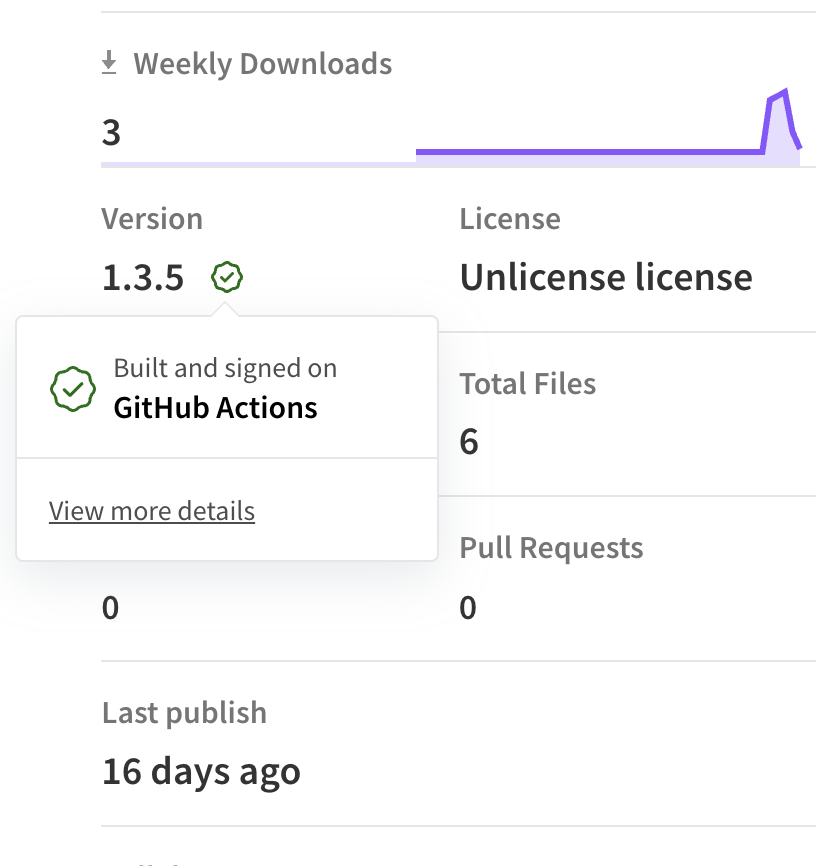 Weekly Downloads
3
Version
License
1.3.5
Unlicense license
Built and signed on
GitHub Actions
View more details
Total Files
6
Pull Requests
0
0
Last publish
16 days ago